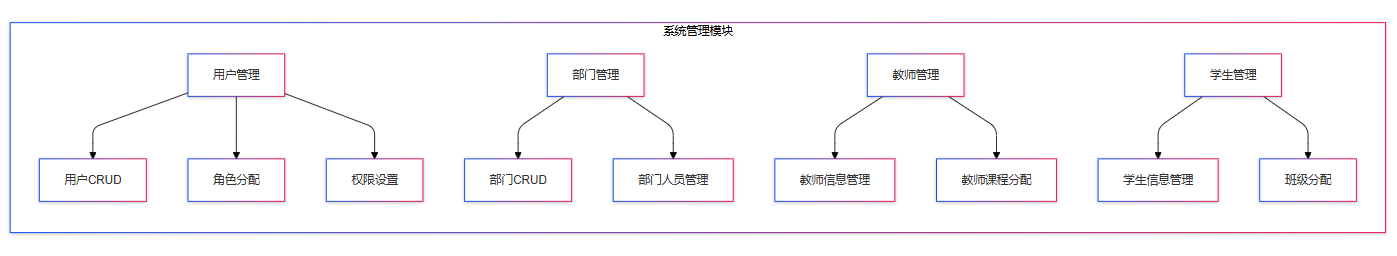 系统管理模块
用户管理
部门管理
教师管理
学生管理
用户CRUD
角色分配
权限设置
部门CRUD
部门人员管理
教师信息管理
教师课程分配
学生信息管理
班级分配